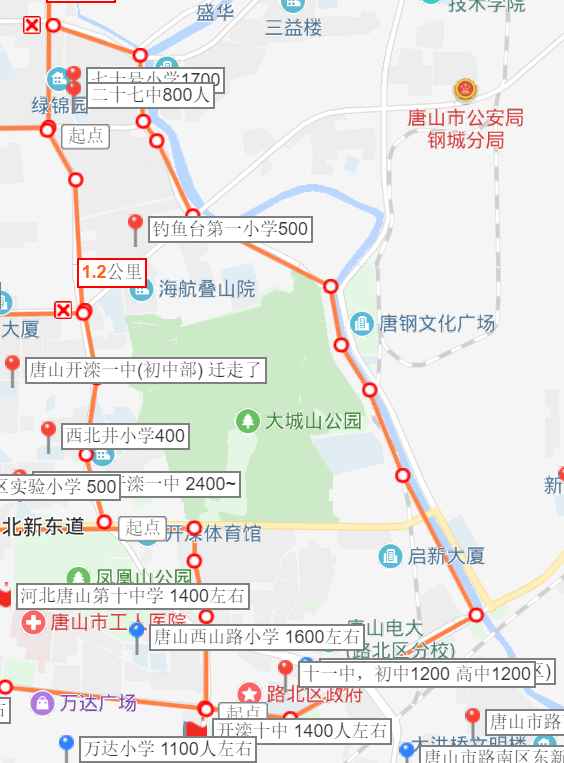 盛华
三益楼
技术学院
七十号小学1700
二十七中800人
绿锦园
唐山市公安局
钢城分局
起点
钓鱼台第一小学500
1.2公里
海航叠山院
大厦
唐钢文化广场
唐山开滦一中(初中部) 迁走了
大城山公园
西北井小学400
区实验小学 500
开滦一中 2400~
新
北新东道
起点
开滦体育馆
启新大厦
凤凰山公园
河北唐山第十中学 1400左右
唐山市工人医院
唐山西山路小学 1600左右
唐山电大
(路北区分校)
十一中，初中1200 高中1200
区)
路北区政府
万达广场
右
起点
开滦十中 1400人左右
唐山市路
万达小学 1100人左右
大洪桥文明楼
唐山市路南区东新